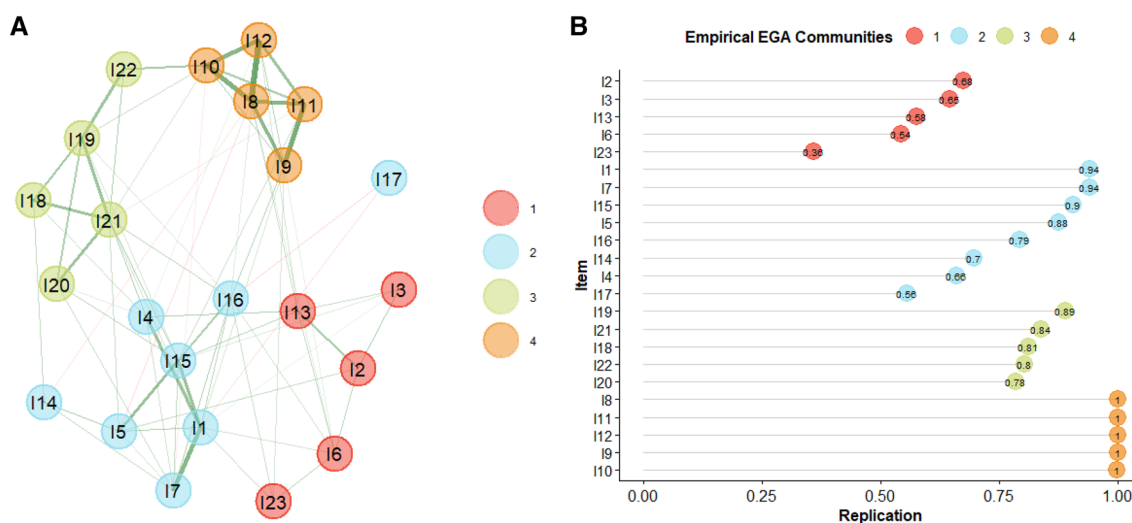 A
I12
I22
I10
I8
I11
I19
I9
I17
I18
I21
I20
I16
I3
I4
I13
I15
I2
I14
I5
I1
I6
I7
I23
1
2
3
4
B
Empirical EGA Communities 1 2 3 4
I2 0.68
I3 0.65
I13 0.58
I6 0.54
I23 0.36
I1 0.94
I7 0.94
I15 0.9
I5 0.88
I16 0.79
I14 0.7
I4 0.66
I17 0.56
I19 0.89
I21 0.84
I18 0.81
I22 0.8
I20 0.78
I8 1
I11 1
I12 1
I9 1
I10 1
Item
0.00 0.25 0.50 0.75 1.00
Replication